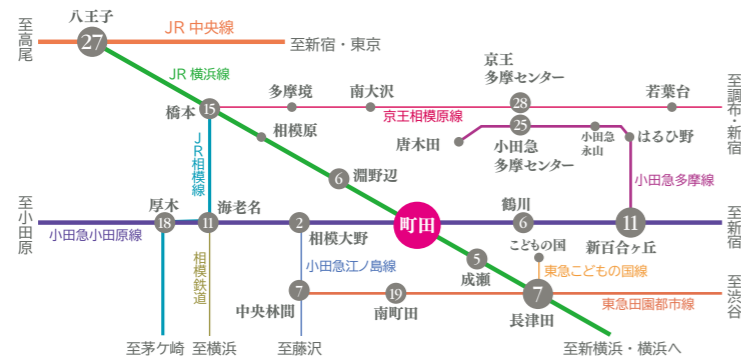 八王子
27
至高尾
JR中央線
至新宿・東京
JR横浜線
橋本
15
多摩境
南大沢
京王
多摩センター
28
若葉台
至調布・新宿
京王相模原線
相模原
唐木田
25
小田急
多摩センター
小田急
永山
はるひ野
小田急多摩線
JR相模線
淵野辺
6
至小田原
厚木
18
海老名
11
小田急小田原線
2
相模大野
町田
鶴川
6
11
新百合ヶ丘
至新宿
相模鉄道
小田急江ノ島線
5
成瀬
こどもの国
東急こどもの国線
7
中央林間
19
南町田
7
長津田
東急田園都市線
至渋谷
至茅ケ崎
至横浜
至藤沢
至新横浜・横浜へ